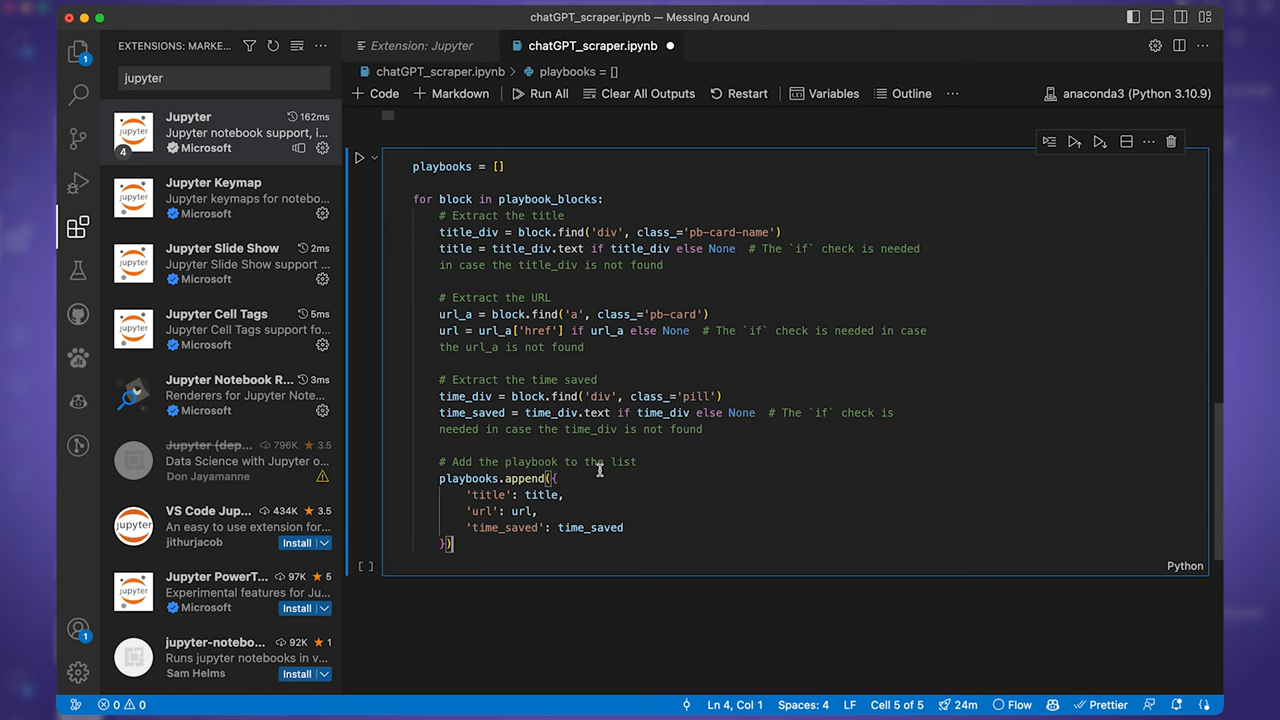 chatGPT_scraper.ipynb — Messing Around
EXTENSIONS: MARKE...
jupyter
Jupyter 162ms
Jupyter notebook support, i...
Microsoft
4
Jupyter Keymap
Jupyter keymaps for notebo...
Microsoft
Jupyter Slide Show 2ms
Jupyter Slide Show support ...
Microsoft
Jupyter Cell Tags 5ms
Jupyter Cell Tags support fo...
Microsoft
Jupyter Notebook R... 3ms
Renderers for Jupyter Note...
Microsoft
Jupyter (dep... 796K 3.5
Data Science with Jupyter o...
Don Jayamanne
VS Code Jup... 434K 3.5
An easy to use extension for...
jithurjacob Install
Jupyter PowerT... 97K 5
Experimental features for Ju...
Microsoft Install
jupyter-notebo... 92K 1
Runs jupyter notebooks in v...
Sam Helms Install
Extension: Jupyter
chatGPT_scraper.ipynb
chatGPT_scraper.ipynb > playbooks = []
+ Code + Markdown Run All Clear All Outputs Restart Variables Outline ... anaconda3 (Python 3.10.9)
playbooks = []
for block in playbook_blocks:
# Extract the title
title_div = block.find('div', class_='pb-card-name')
title = title_div.text if title_div else None # The `if` check is needed
in case the title_div is not found
# Extract the URL
url_a = block.find('a', class_='pb-card')
url = url_a['href'] if url_a else None # The `if` check is needed in case
the url_a is not found
# Extract the time saved
time_div = block.find('div', class_='pill')
time_saved = time_div.text if time_div else None # The `if` check is
needed in case the time_div is not found
# Add the playbook to the list
playbooks.append({
'title': title,
'url': url,
'time_saved': time_saved
})
[ ] Python
1
1
0 0 Ln 4, Col 1 Spaces: 4 LF Cell 5 of 5 24m Flow Prettier